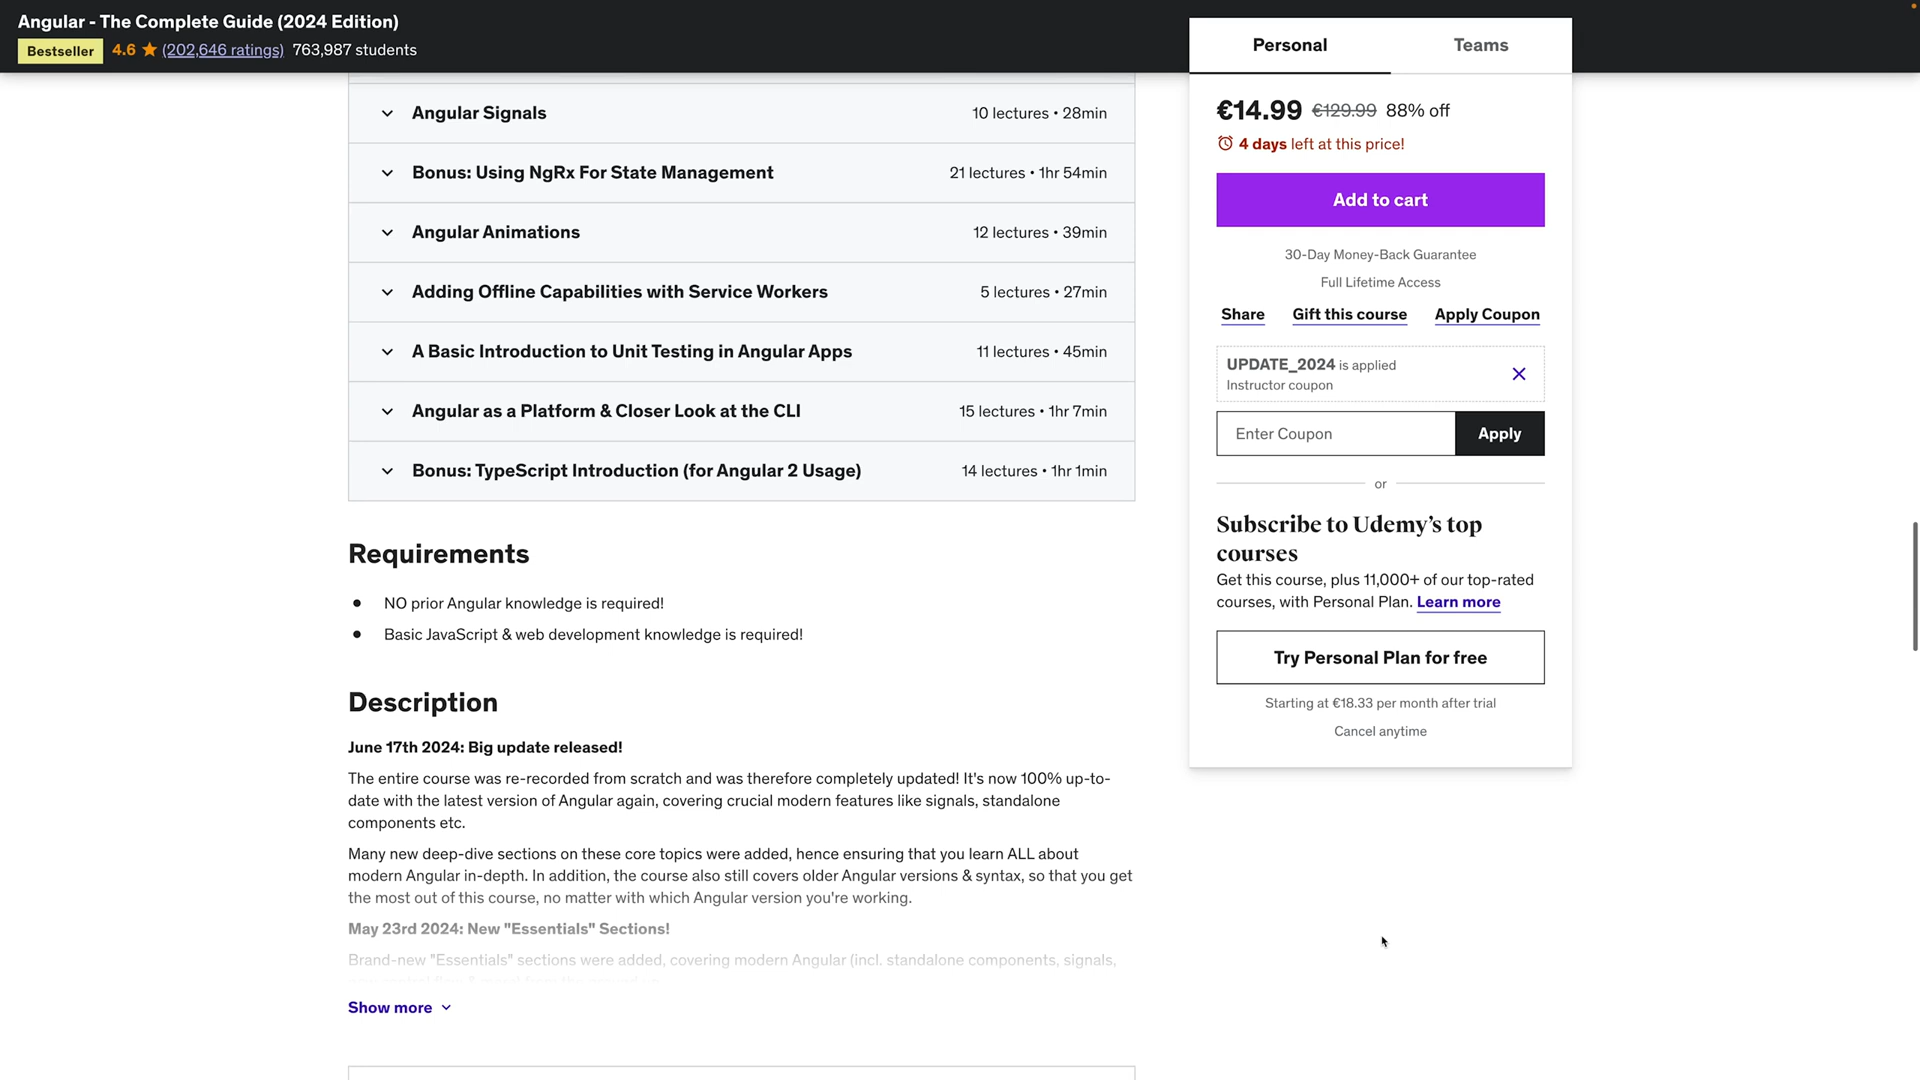 Angular - The Complete Guide (2024 Edition)
Bestseller 4.6 (202,646 ratings) 763,987 students
Personal Teams
Angular Signals 10 lectures • 28min
Bonus: Using NgRx For State Management 21 lectures • 1hr 54min
Angular Animations 12 lectures • 39min
Adding Offline Capabilities with Service Workers 5 lectures • 27min
A Basic Introduction to Unit Testing in Angular Apps 11 lectures • 45min
Angular as a Platform & Closer Look at the CLI 15 lectures • 1hr 7min
Bonus: TypeScript Introduction (for Angular 2 Usage) 14 lectures • 1hr 1min
Requirements
NO prior Angular knowledge is required!
Basic JavaScript & web development knowledge is required!
Description
June 17th 2024: Big update released!
The entire course was re-recorded from scratch and was therefore completely updated! It's now 100% up-to-
date with the latest version of Angular again, covering crucial modern features like signals, standalone
components etc.
Many new deep-dive sections on these core topics were added, hence ensuring that you learn ALL about
modern Angular in-depth. In addition, the course also still covers older Angular versions & syntax, so that you get
the most out of this course, no matter with which Angular version you're working.
May 23rd 2024: New "Essentials" Sections!
Brand-new "Essentials" sections were added, covering modern Angular (incl. standalone components, signals,
Show more
€14.99 €129.99 88% off
4 days left at this price!
Add to cart
30-Day Money-Back Guarantee
Full Lifetime Access
Share Gift this course Apply Coupon
UPDATE_2024 is applied
Instructor coupon
Enter Coupon Apply
or
Subscribe to Udemy's top
courses
Get this course, plus 11,000+ of our top-rated
courses, with Personal Plan. Learn more
Try Personal Plan for free
Starting at €18.33 per month after trial
Cancel anytime